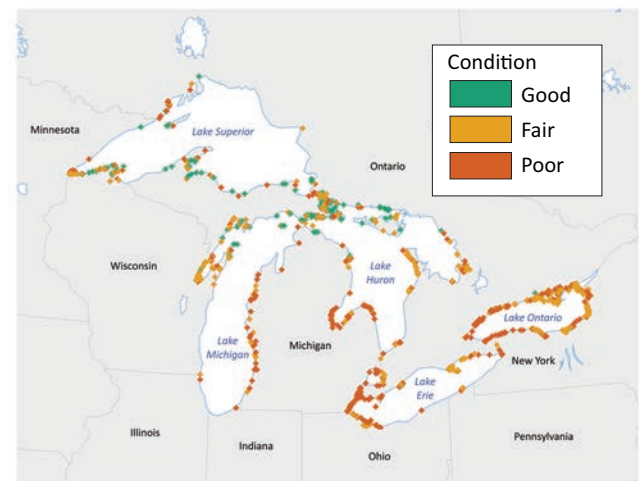 Condition
Good
Fair
Poor
Minnesota
Lake Superior
Ontario
Wisconsin
Lake
Huron
Lake Ontario
Lake
Michigan
Michigan
New York
Lake
Erie
Illinois
Indiana
Ohio
Pennsylvania